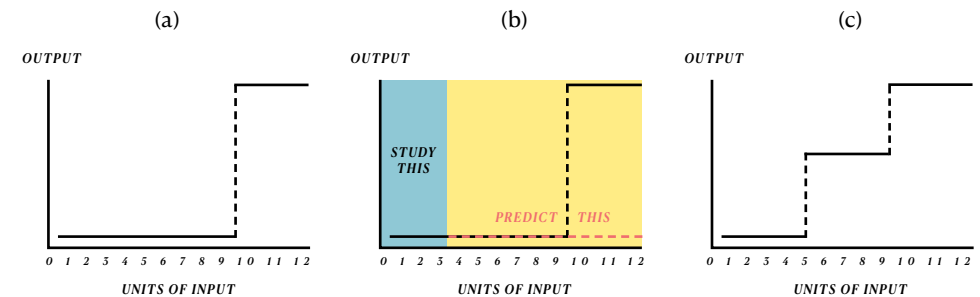 (a)
OUTPUT
0 1 2 3 4 5 6 7 8 9 10 11 12
UNITS OF INPUT
(b)
OUTPUT
STUDY
THIS
PREDICT THIS
0 1 2 3 4 5 6 7 8 9 10 11 12
UNITS OF INPUT
(c)
OUTPUT
0 1 2 3 4 5 6 7 8 9 10 11 12
UNITS OF INPUT